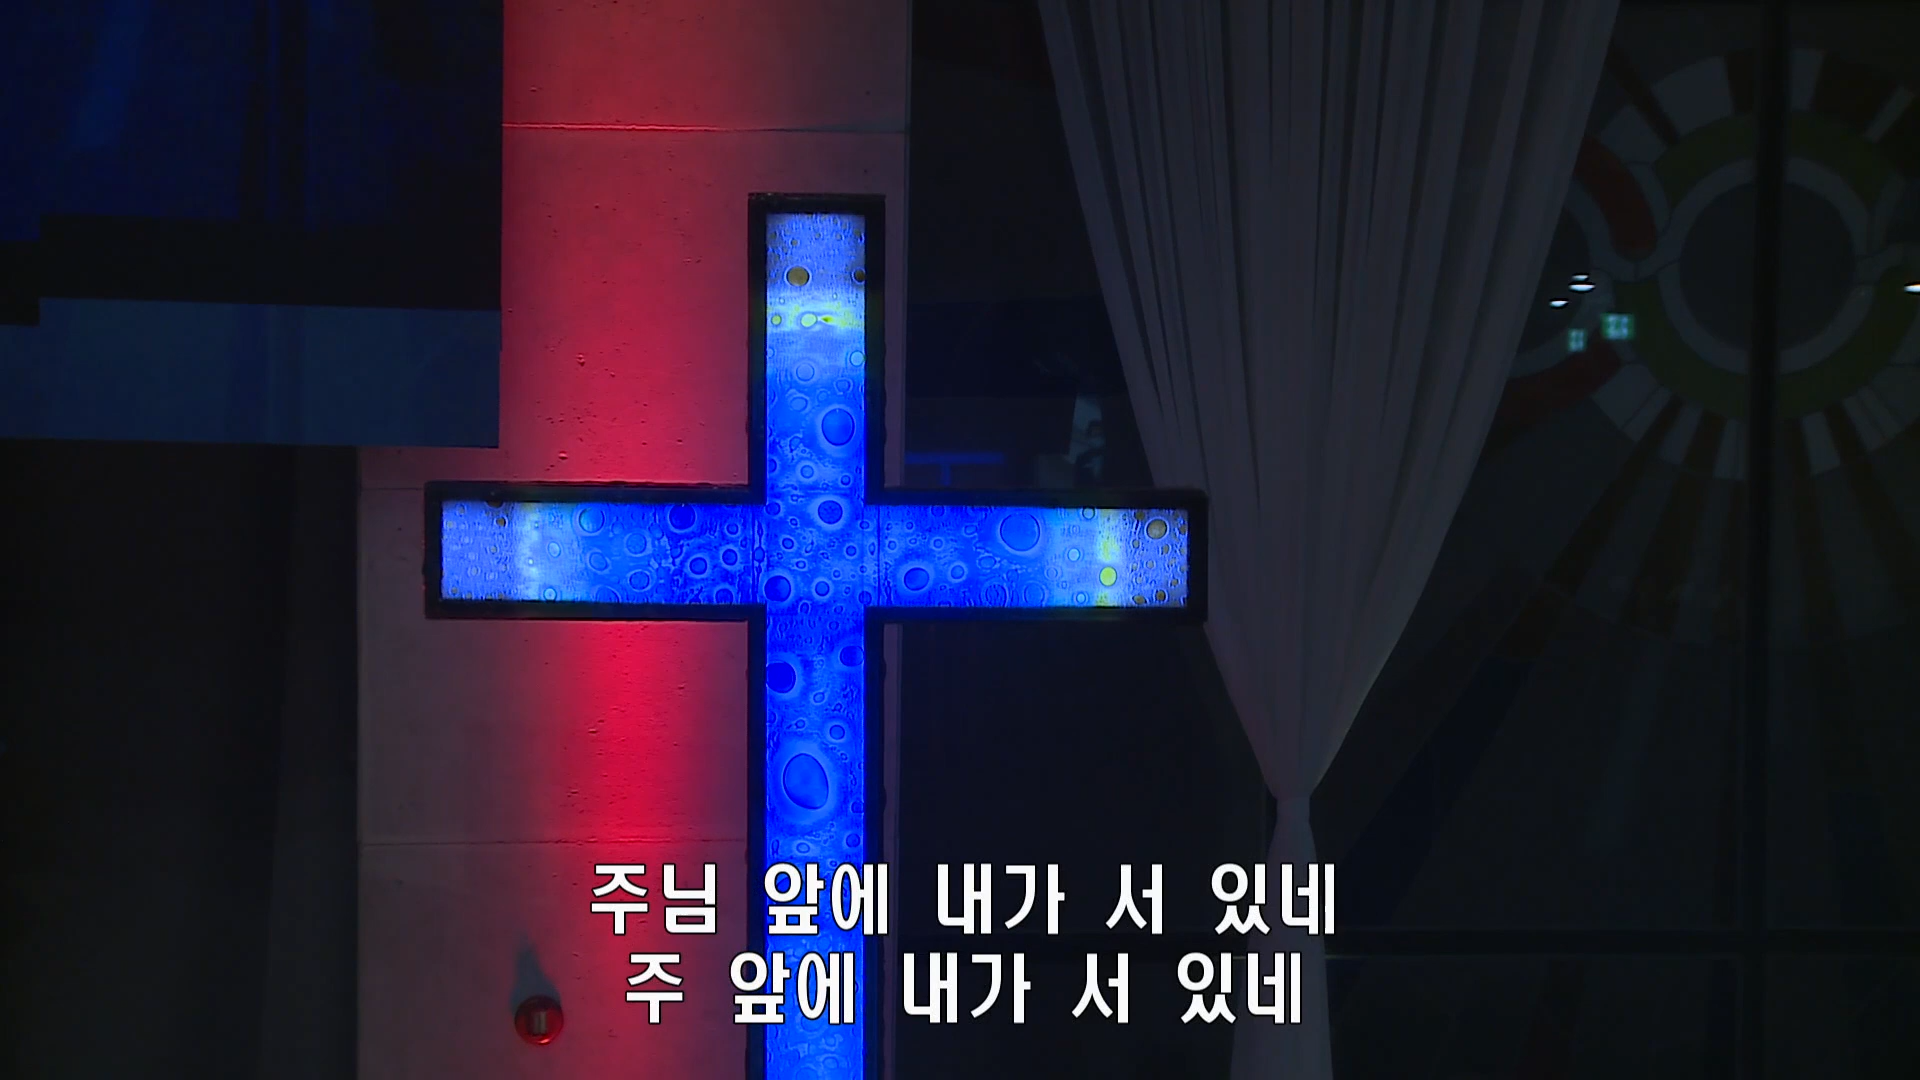 주님 앞에 내가 서 있네
주 앞에 내가 서 있네